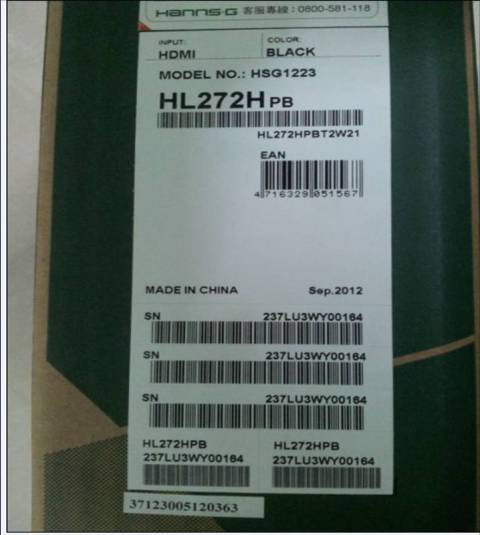 HANNS·G 客服專線：0800-581-118
INPUT: COLOR:
HDMI BLACK
MODEL NO.: HSG1223
HL272H PB
HL272HPBT2W21
EAN
4 716329 051567
MADE IN CHINA Sep.2012
SN 237LU3WY00164
SN 237LU3WY00164
SN 237LU3WY00164
HL272HPB HL272HPB
237LU3WY00164 237LU3WY00164
37123005120363